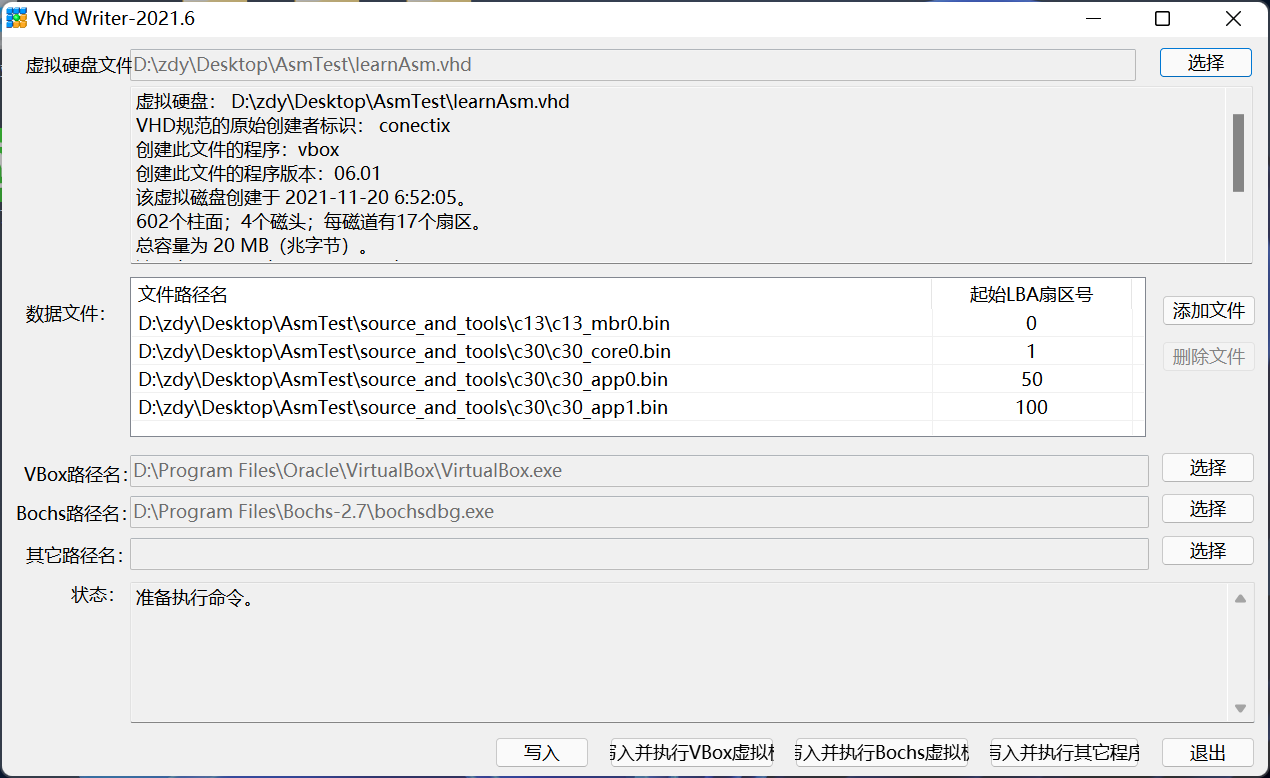 Vhd Writer-2021.6
虚拟硬盘文件 D:\zdy\Desktop\AsmTest\learnAsm.vhd 选择
虚拟硬盘： D:\zdy\Desktop\AsmTest\learnAsm.vhd
VHD规范的原始创建者标识： conectix
创建此文件的程序：vbox
创建此文件的程序版本：06.01
该虚拟磁盘创建于 2021-11-20 6:52:05。
602个柱面；4个磁头；每磁道有17个扇区。
总容量为 20 MB（兆字节）。
数据文件：
文件路径名 起始LBA扇区号
D:\zdy\Desktop\AsmTest\source_and_tools\c13\c13_mbr0.bin 0
D:\zdy\Desktop\AsmTest\source_and_tools\c30\c30_core0.bin 1
D:\zdy\Desktop\AsmTest\source_and_tools\c30\c30_app0.bin 50
D:\zdy\Desktop\AsmTest\source_and_tools\c30\c30_app1.bin 100
添加文件
删除文件
VBox路径名: D:\Program Files\Oracle\VirtualBox\VirtualBox.exe 选择
Bochs路径名: D:\Program Files\Bochs-2.7\bochsdbg.exe 选择
其它路径名: 选择
状态： 准备执行命令。
写入 写入并执行VBox虚拟机 写入并执行Bochs虚拟机 写入并执行其它程序 退出